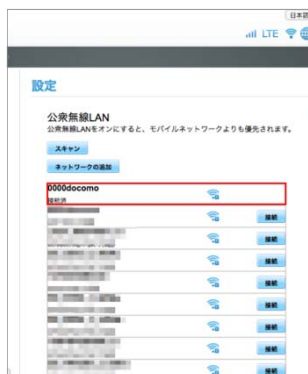 日本語
LTE
設定
公衆無線LAN
公衆無線LANをオンにすると、モバイルネットワークよりも優先されます。
スキャン
ネットワークの追加
0000docomo
接続済
接続
接続
接続
接続
接続
接続
接続
接続